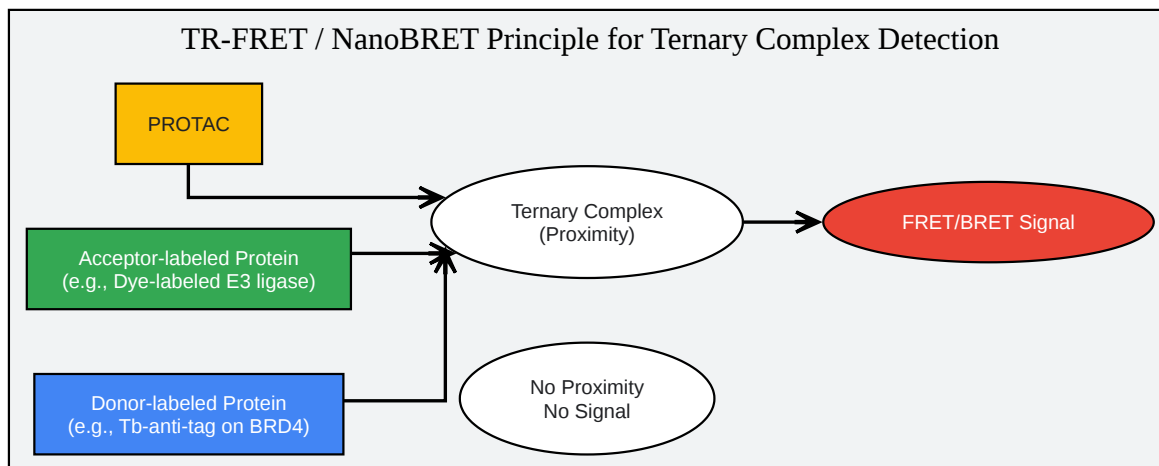 TR-FRET / NanoBRET Principle for Ternary Complex Detection
PROTAC
Ternary Complex
(Proximity)
FRET/BRET Signal
Acceptor-labeled Protein
(e.g., Dye-labeled E3 ligase)
Donor-labeled Protein
(e.g., Tb-anti-tag on BRD4)
No Proximity
No Signal